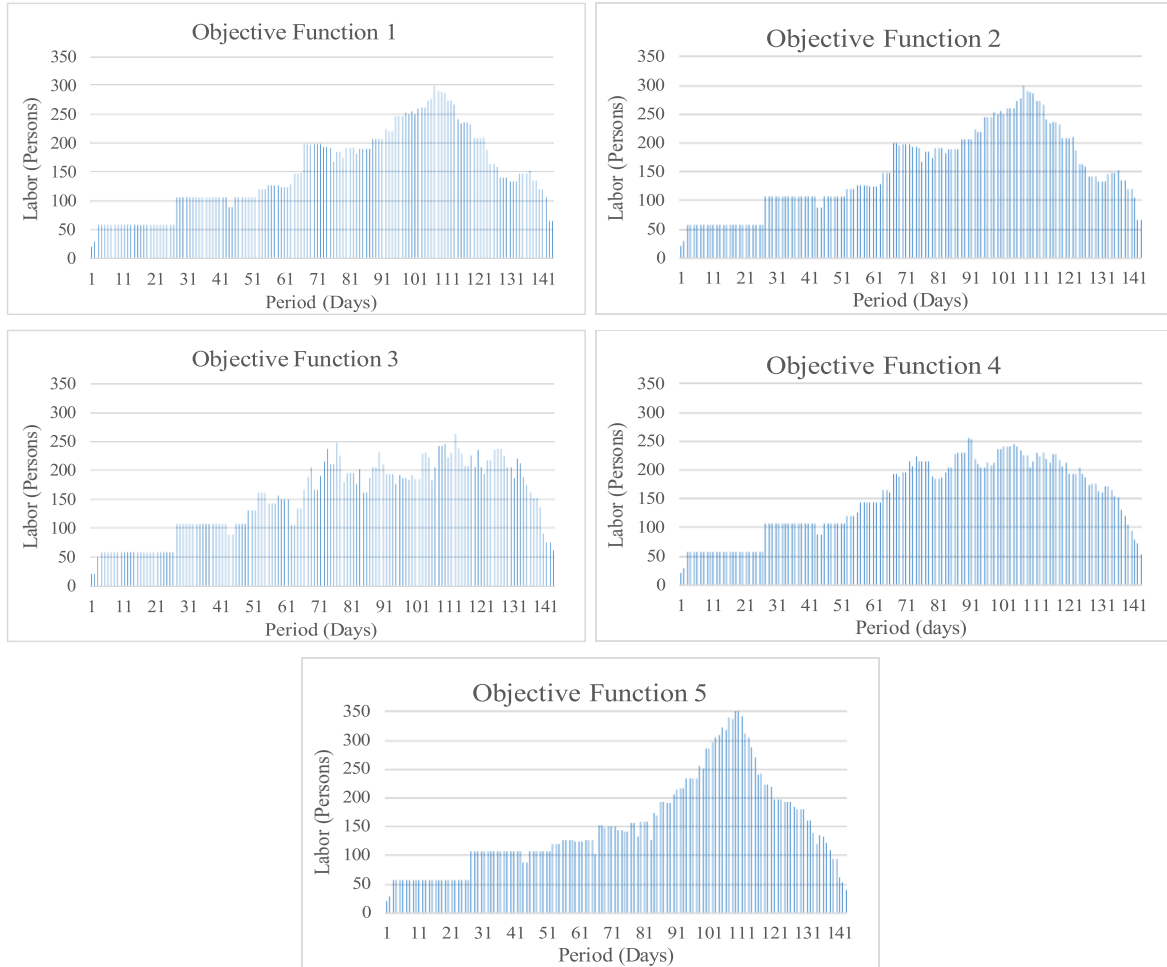 Objective Function 1
350
300
250
200
150
100
50
0
Labor (Persons)
1 11 21 31 41 51 61 71 81 91 101 111 121 131 141
Period (Days)
Objective Function 2
350
300
250
200
150
100
50
0
Labor (Persons)
1 11 21 31 41 51 61 71 81 91 101 111 121 131 141
Period (Days)
Objective Function 3
350
300
250
200
150
100
50
0
Labor (Persons)
1 11 21 31 41 51 61 71 81 91 101 111 121 131 141
Period (Days)
Objective Function 4
350
300
250
200
150
100
50
0
Labor (Persons)
1 11 21 31 41 51 61 71 81 91 101 111 121 131 141
Period (days)
Objective Function 5
350
300
250
200
150
100
50
0
Labor (Persons)
1 11 21 31 41 51 61 71 81 91 101 111 121 131 141
Period (Days)